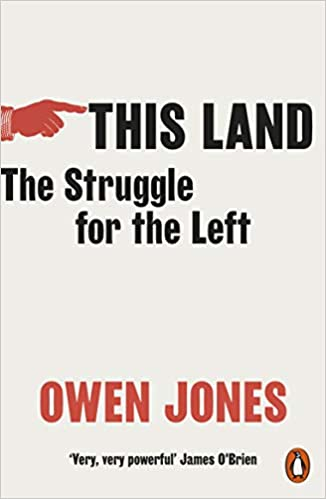 THIS LAND
The Struggle
for the Left
OWEN JONES
‘Very, very powerful’ James O’Brien